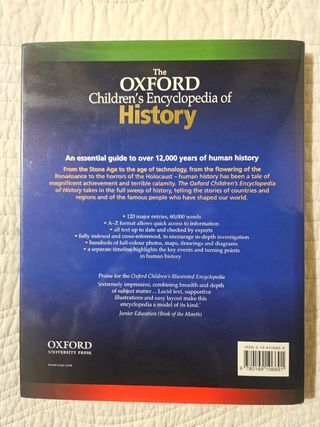 The
OXFORD
Children's Encyclopedia of
History
An essential guide to over 12,000 years of human history
From the Stone Age to the age of technology, from the flowering of the
Renaissance to the horrors of the Holocaust – human history has been a tale of
magnificent achievement and terrible calamity. The Oxford Children's Encyclopedia
of History takes in the full sweep of history, telling the stories of countries and
regions and of the famous people who have shaped our world.
• 120 major entries, 60,000 words
• A–Z format allows quick access to information
• all text up to date and checked by experts
• fully indexed and cross-referenced, to encourage in-depth investigation
• hundreds of full-colour photos, maps, drawings and diagrams
• a separate timeline highlights the key events and turning points
in human history
Praise for the Oxford Children's Illustrated Encyclopedia
'extremely impressive, combining breadth and depth
of subject matter... Lucid text, supportive
illustrations and easy layout make this
encyclopedia a model of its kind.'
Junior Education (Book of the Month)
OXFORD
UNIVERSITY PRESS
www.oup.com
9 780199 106691